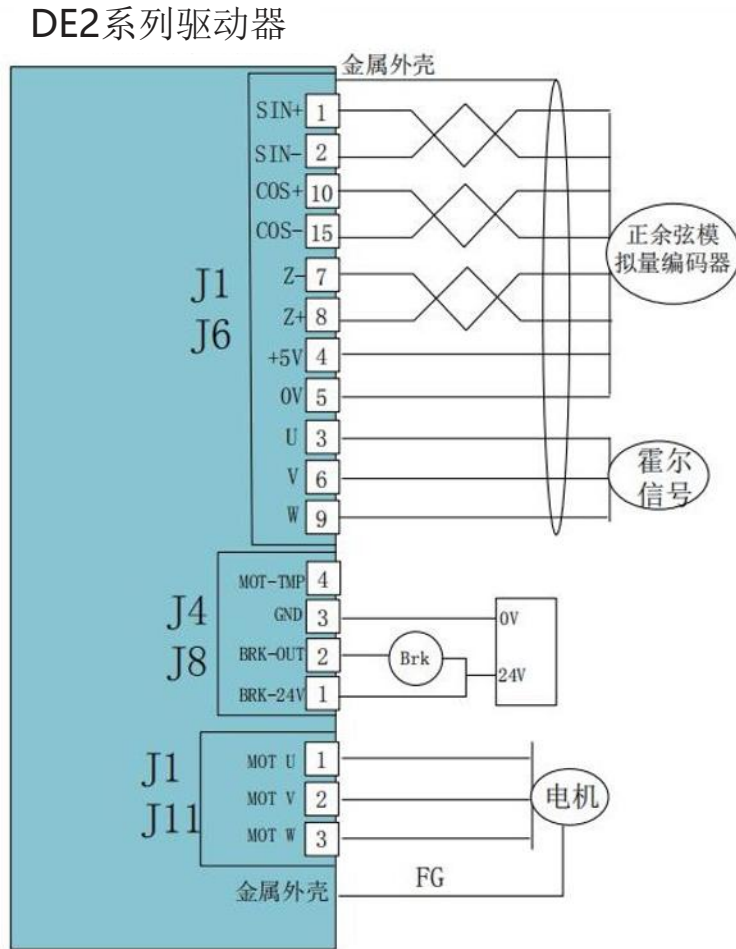 DE2系列驱动器
金属外壳
SIN+ 1
SIN- 2
COS+ 10
COS- 15
Z- 7
Z+ 8
+5V 4
0V 5
U 3
V 6
W 9
J1
J6
正余弦模
拟量编码器
霍尔
信号
MOT-TMP 4
GND 3
BRK-OUT 2
BRK-24V 1
J4
J8
Brk
0V
24V
MOT U 1
MOT V 2
MOT W 3
J1
J11
电机
金属外壳
FG